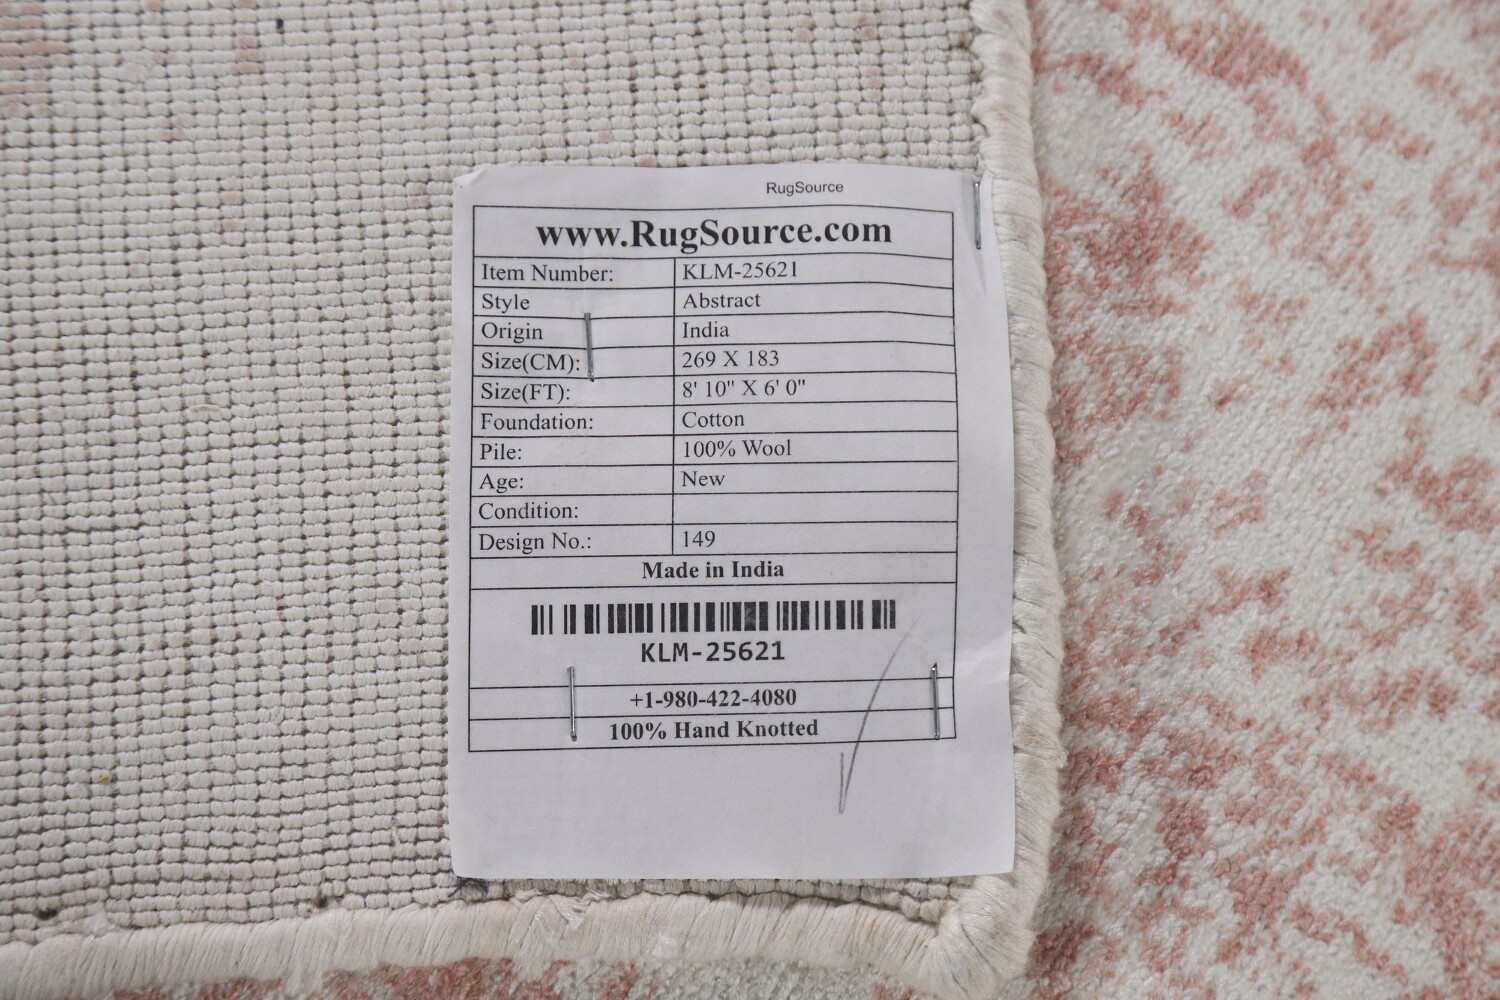 RugSource
www.RugSource.com
Item Number: KLM-25621
Style Abstract
Origin India
Size(CM): 269 X 183
Size(FT): 8' 10" X 6' 0"
Foundation: Cotton
Pile: 100% Wool
Age: New
Condition:
Design No.: 149
Made in India
KLM-25621
+1-980-422-4080
100% Hand Knotted